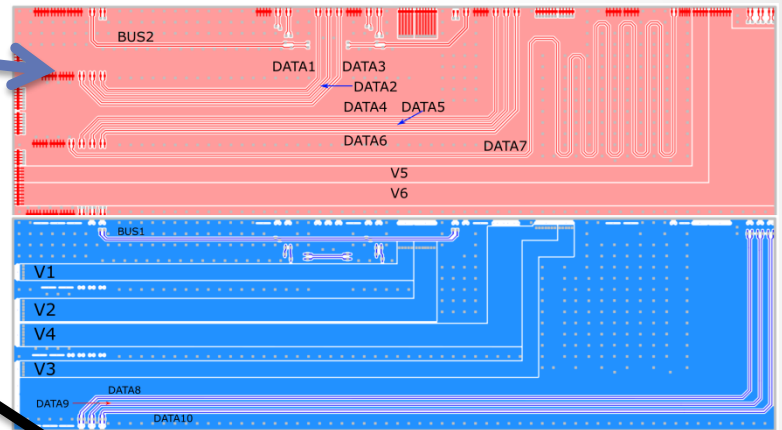 BUS2
DATA1
DATA3
DATA2
DATA4
DATA5
DATA6
DATA7
V5
V6
BUS1
V1
V2
V4
V3
DATA8
DATA9
DATA10